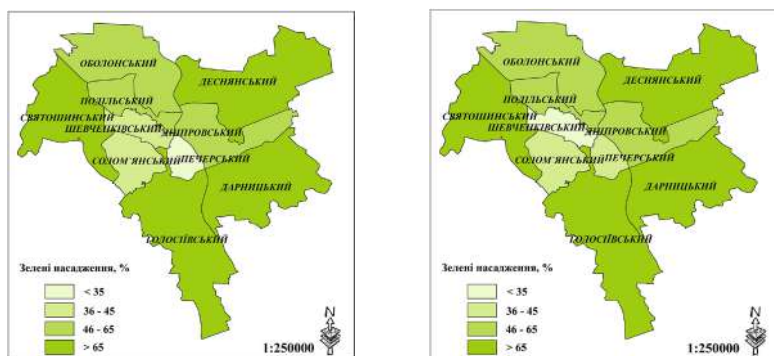 ОБОЛОНСЬКИЙ
ДЕСНЯНСЬКИЙ
ПОДІЛЬСЬКИЙ
СВЯТОШИНСЬКИЙ
ШЕВЧЕНКІВСЬКИЙ
ДНІПРОВСЬКИЙ
СОЛОМ'ЯНСЬКИЙ
ПЕЧЕРСЬКИЙ
ДАРНИЦЬКИЙ
ГОЛОСІЇВСЬКИЙ
Зелені насадження, %
< 35
36 - 45
46 - 65
> 65
N
1:250000
ОБОЛОНСЬКИЙ
ДЕСНЯНСЬКИЙ
ПОДІЛЬСЬКИЙ
СВЯТОШИНСЬКИЙ
ШЕВЧЕНКІВСЬКИЙ
ДНІПРОВСЬКИЙ
СОЛОМ'ЯНСЬКИЙ
ПЕЧЕРСЬКИЙ
ДАРНИЦЬКИЙ
ГОЛОСІЇВСЬКИЙ
Зелені насадження, %
< 35
36 - 45
46 - 65
> 65
N
1:250000